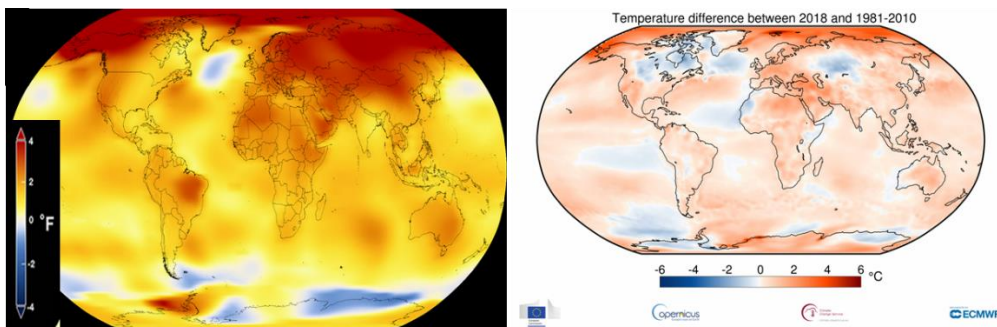 4
2
0 °F
-2
-4
Temperature difference between 2018 and 1981-2010
-6 -4 -2 0 2 4 6 °C
opernicus
ECMWF